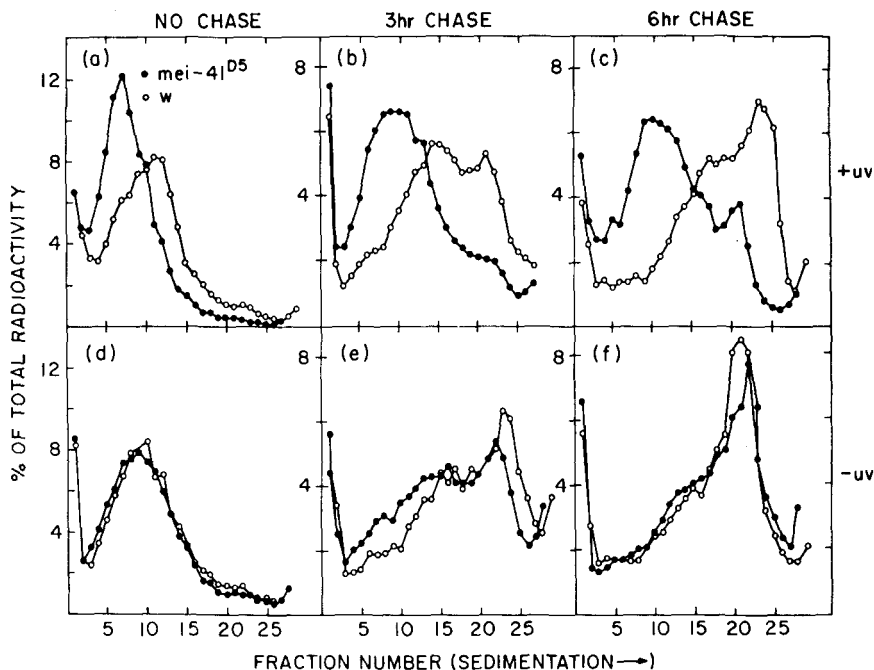 NO CHASE 3hr CHASE 6hr CHASE
(a)
● mei-41D5
○ w
12
8
4
(b)
8
4
(c)
8
4
+uv
(d)
12
8
4
5 10 15 20 25
(e)
8
4
5 10 15 20 25
(f)
8
4
5 10 15 20 25
-uv
% OF TOTAL RADIOACTIVITY
FRACTION NUMBER (SEDIMENTATION→)